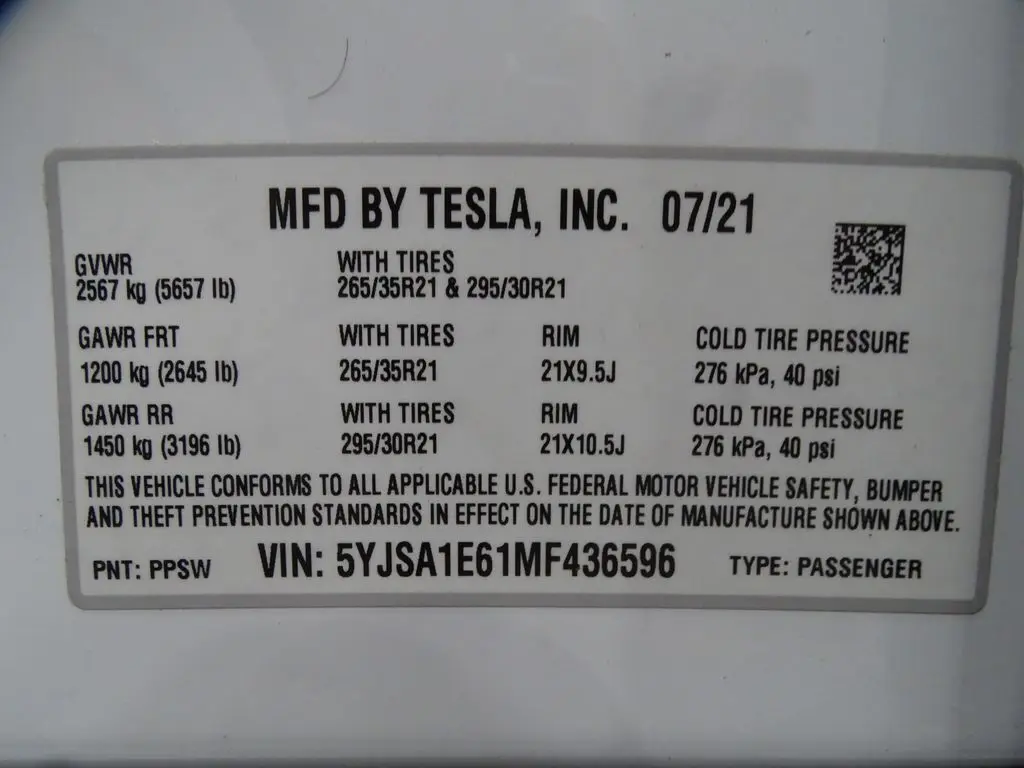 MFD BY TESLA, INC. 07/21
GVWR WITH TIRES
2567 kg (5657 lb) 265/35R21 & 295/30R21
GAWR FRT WITH TIRES RIM COLD TIRE PRESSURE
1200 kg (2645 lb) 265/35R21 21X9.5J 276 kPa, 40 psi
GAWR RR WITH TIRES RIM COLD TIRE PRESSURE
1450 kg (3196 lb) 295/30R21 21X10.5J 276 kPa, 40 psi
THIS VEHICLE CONFORMS TO ALL APPLICABLE U.S. FEDERAL MOTOR VEHICLE SAFETY, BUMPER
AND THEFT PREVENTION STANDARDS IN EFFECT ON THE DATE OF MANUFACTURE SHOWN ABOVE.
PNT: PPSW VIN: 5YJSA1E61MF436596 TYPE: PASSENGER